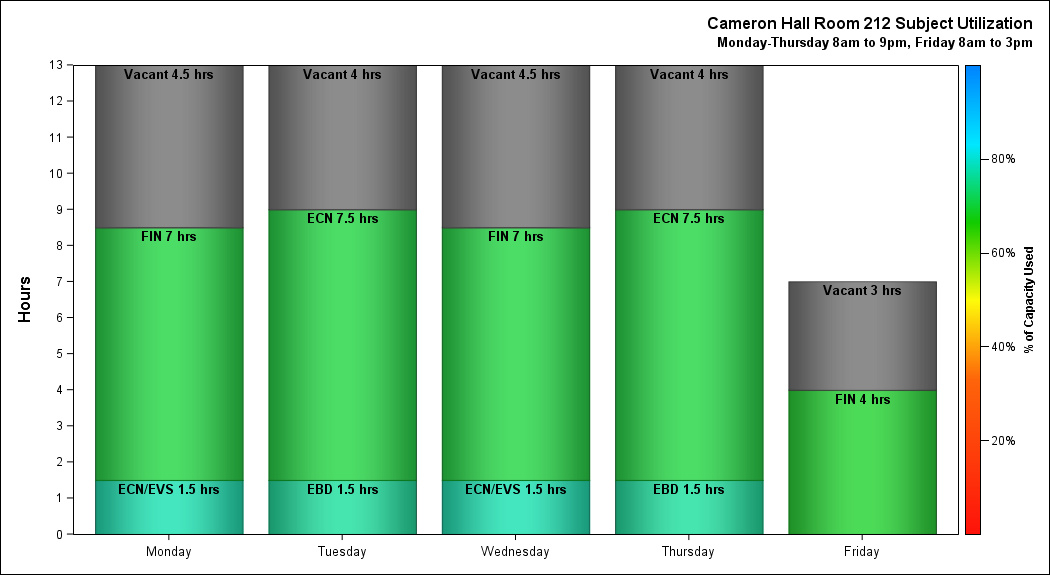 Cameron Hall Room 212 Subject Utilization
Monday-Thursday 8am to 9pm, Friday 8am to 3pm
Hours
13
12
11
10
9
8
7
6
5
4
3
2
1
0
Vacant 4.5 hrs
FIN 7 hrs
ECN/EVS 1.5 hrs
Monday
Vacant 4 hrs
ECN 7.5 hrs
EBD 1.5 hrs
Tuesday
Vacant 4.5 hrs
FIN 7 hrs
ECN/EVS 1.5 hrs
Wednesday
Vacant 4 hrs
ECN 7.5 hrs
EBD 1.5 hrs
Thursday
Vacant 3 hrs
FIN 4 hrs
Friday
80%
60%
40%
20%
% of Capacity Used